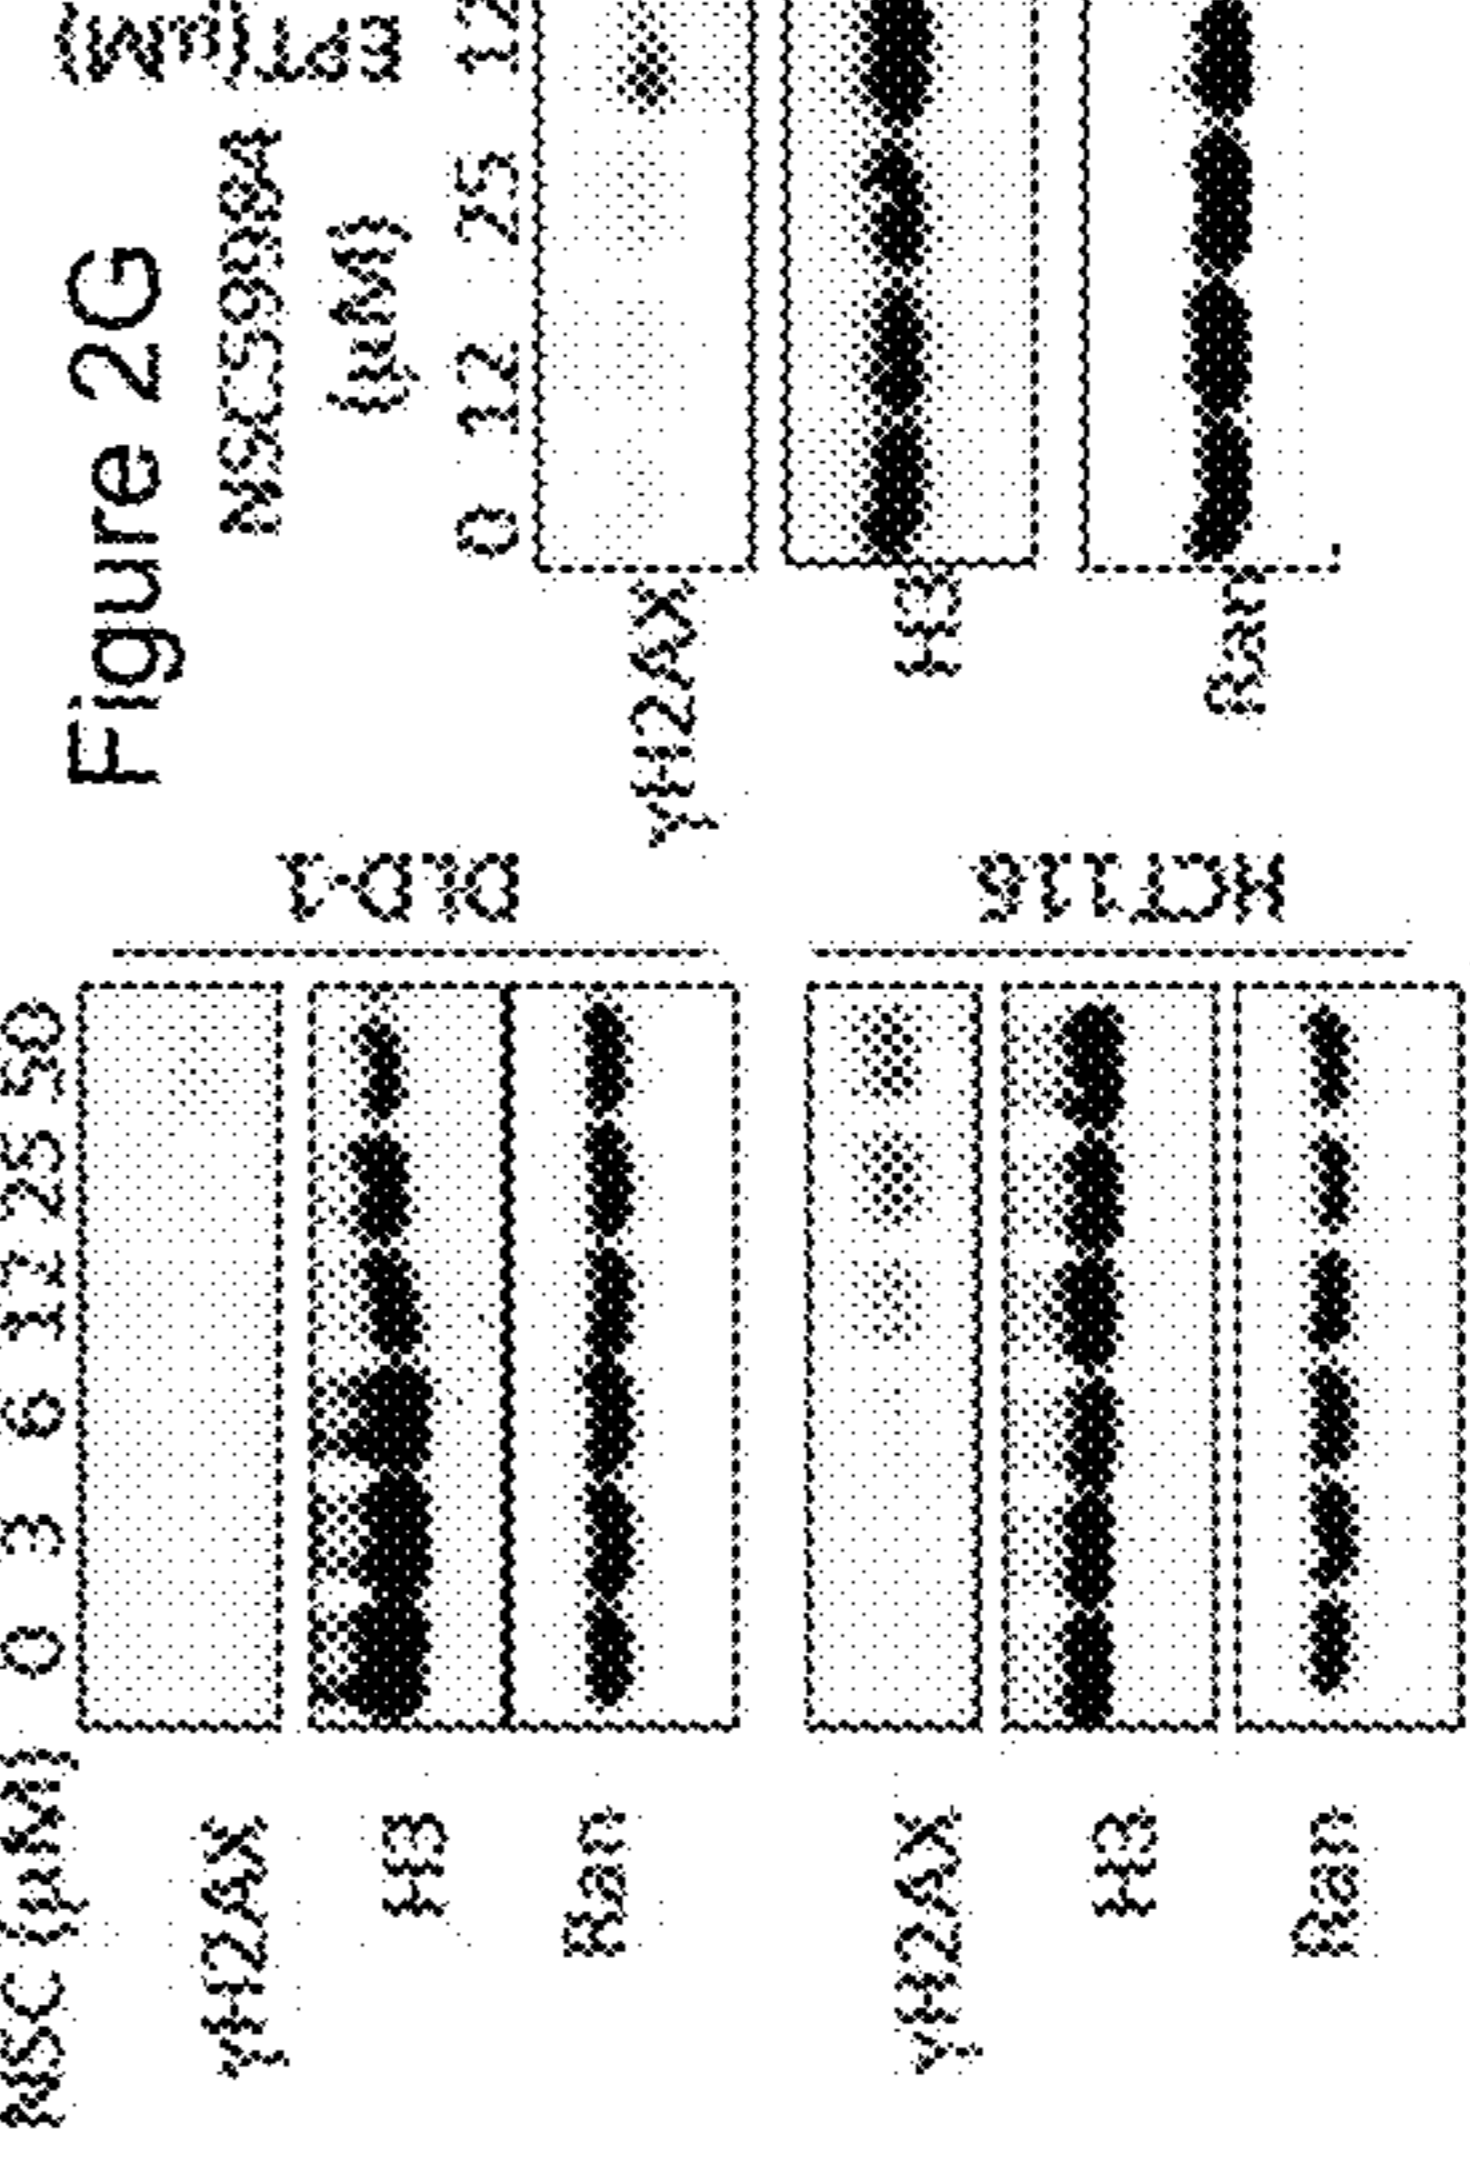 NSC (µM) 0 3 6 12 25 50
γH2AX
H3
Ran
DLD-1
γH2AX
H3
Ran
HCT116
Figure 2G
NSC59984
(µM)
EPT(µM)
0 12 25 12
γH2AX
H3
Ran